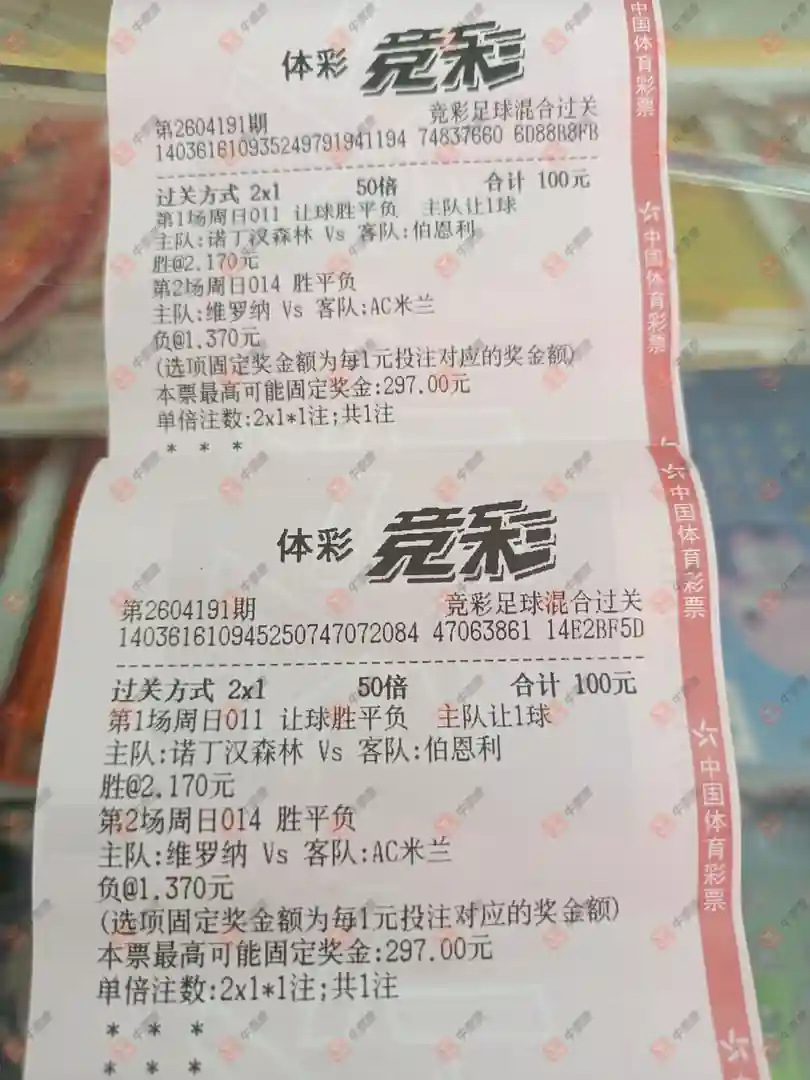 体彩 竞彩
第2604191期 竞彩足球混合过关
140361610935249791941194 74837660 6D88B8FB
过关方式 2x1 50倍 合计 100元
第1场周日011 让球胜平负 主队让1球
主队:诺丁汉森林 Vs 客队:伯恩利
胜@2.170元
第2场周日014 胜平负
主队:维罗纳 Vs 客队:AC米兰
负@1.370元
(选项固定奖金额为每1元投注对应的奖金额)
本票最高可能固定奖金:297.00元
单倍注数:2x1*1注;共1注
* * *
体彩 竞彩
第2604191期 竞彩足球混合过关
140361610945250747072084 47063861 14E2BF5D
过关方式 2x1 50倍 合计 100元
第1场周日011 让球胜平负 主队让1球
主队:诺丁汉森林 Vs 客队:伯恩利
胜@2.170元
第2场周日014 胜平负
主队:维罗纳 Vs 客队:AC米兰
负@1.370元
(选项固定奖金额为每1元投注对应的奖金额)
本票最高可能固定奖金:297.00元
单倍注数:2x1*1注;共1注
* * *
* * *
中国体育彩票
中国体育彩票
中国体育彩票
中国体育彩票